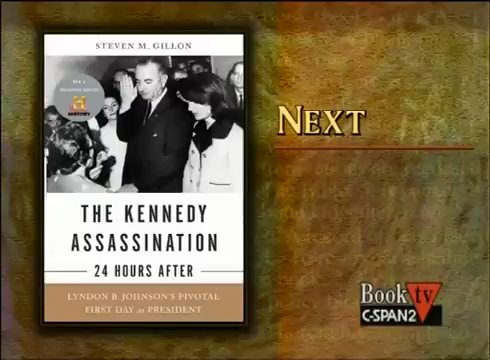 STEVEN M. GILLON
HISTORY
THE KENNEDY
ASSASSINATION
24 HOURS AFTER
LYNDON B. JOHNSON'S PIVOTAL
FIRST DAY as PRESIDENT
NEXT
Book tv
C-SPAN2